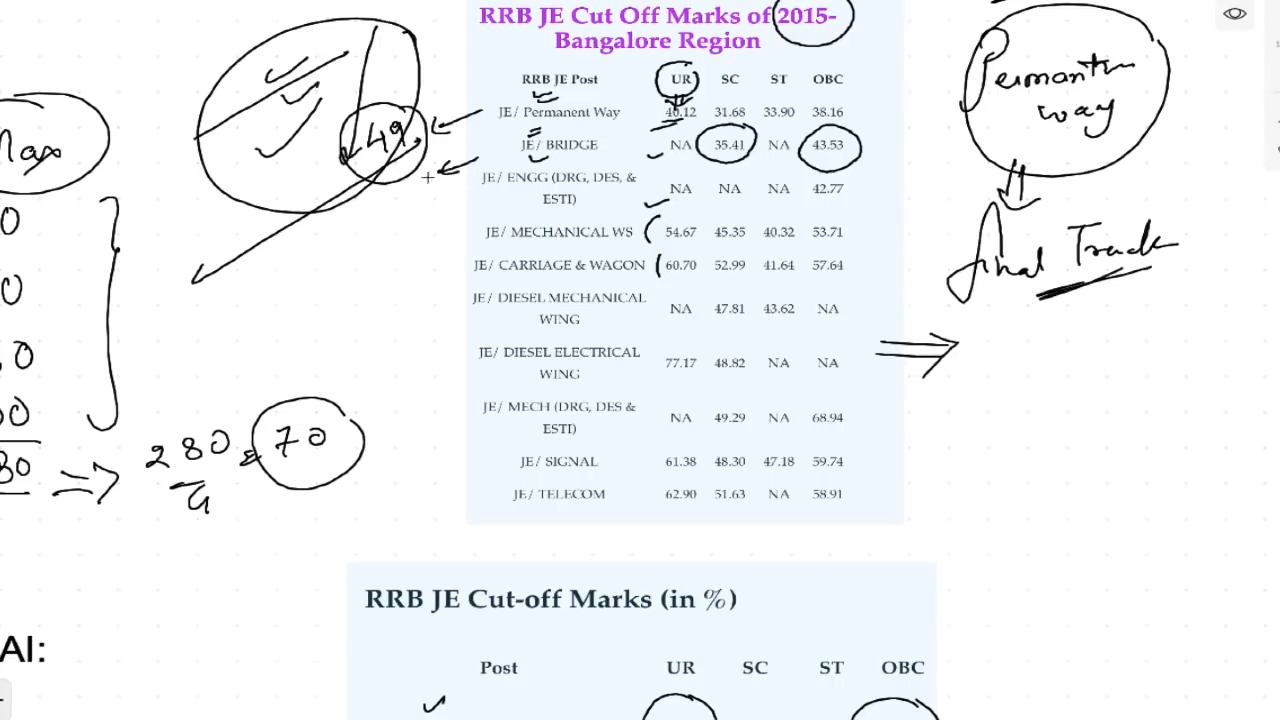 RRB JE Cut Off Marks of 2015-
Bangalore Region
RRB JE Post UR SC ST OBC
JE/ Permanent Way 40.12 31.68 33.90 38.16
JE/ BRIDGE NA 35.41 NA 43.53
JE/ ENGG (DRG, DES, &
ESTI) NA NA NA 42.77
JE/ MECHANICAL WS 54.67 45.35 40.32 53.71
JE/ CARRIAGE & WAGON 60.70 52.99 41.64 57.64
JE/ DIESEL MECHANICAL
WING NA 47.81 43.62 NA
JE/ DIESEL ELECTRICAL
WING 77.17 48.82 NA NA
JE/ MECH (DRG, DES &
ESTI) NA 49.29 NA 68.94
JE/ SIGNAL 61.38 48.30 47.18 59.74
JE/ TELECOM 62.90 51.63 NA 58.91
RRB JE Cut-off Marks (in %)
Post UR SC ST OBC
49
0
0
0
80
280
4
70
way
AI: